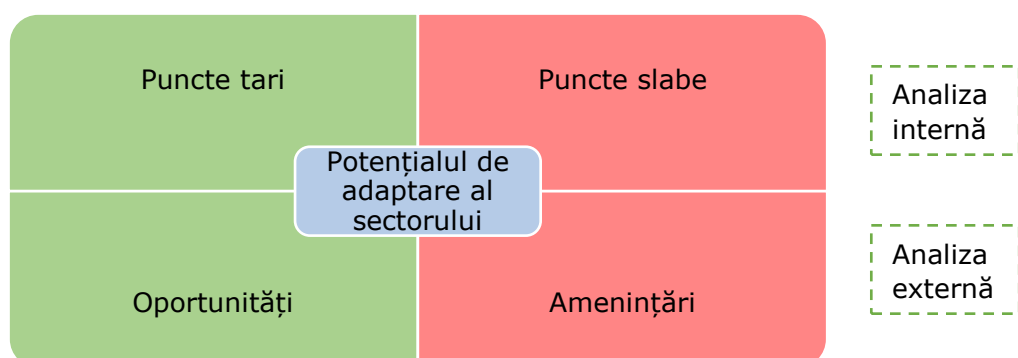 Puncte tari
Puncte slabe
Analiza
internă
Potențialul de
adaptare al
sectorului
Oportunități
Amenințări
Analiza
externă